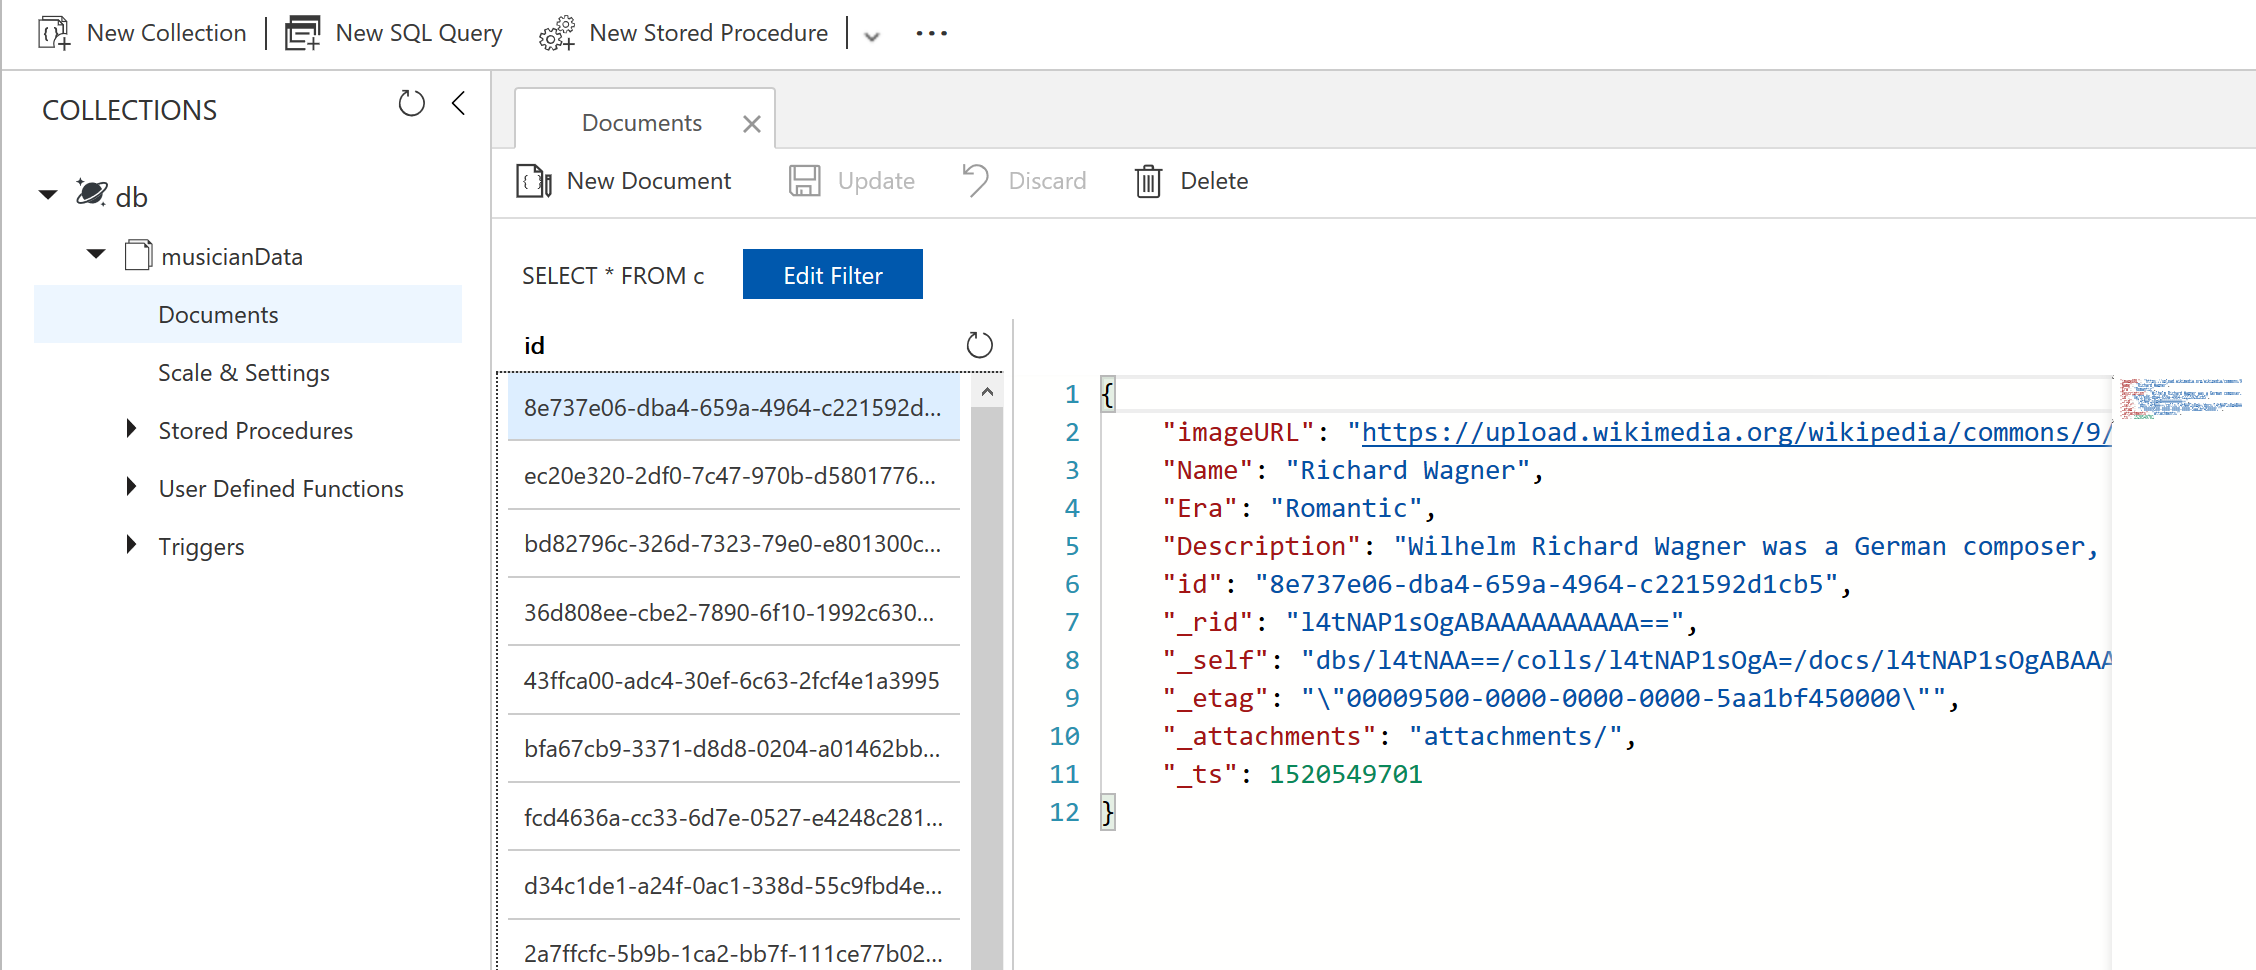 New Collection
New SQL Query
New Stored Procedure
COLLECTIONS
db
musicianData
Documents
Scale & Settings
Stored Procedures
User Defined Functions
Triggers
Documents
New Document
Update
Discard
Delete
SELECT * FROM c
Edit Filter
id
8e737e06-dba4-659a-4964-c221592d...
ec20e320-2df0-7c47-970b-d5801776...
bd82796c-326d-7323-79e0-e801300c...
36d808ee-cbe2-7890-6f10-1992c630...
43ffca00-adc4-30ef-6c63-2fcf4e1a3995
bfa67cb9-3371-d8d8-0204-a01462bb...
fcd4636a-cc33-6d7e-0527-e4248c281...
d34c1de1-a24f-0ac1-338d-55c9fbd4e...
2a7ffcfc-5b9b-1ca2-bb7f-111ce77b02...
1 {
2 "imageURL": "https://upload.wikimedia.org/wikipedia/commons/9/
3 "Name": "Richard Wagner",
4 "Era": "Romantic",
5 "Description": "Wilhelm Richard Wagner was a German composer,
6 "id": "8e737e06-dba4-659a-4964-c221592d1cb5",
7 "_rid": "l4tNAP1sOgABAAAAAAAAAA==",
8 "_self": "dbs/l4tNAA==/colls/l4tNAP1sOgA=/docs/l4tNAP1sOgABAAA
9 "_etag": "\"00009500-0000-0000-0000-5aa1bf450000\"",
10 "_attachments": "attachments/",
11 "_ts": 1520549701
12 }